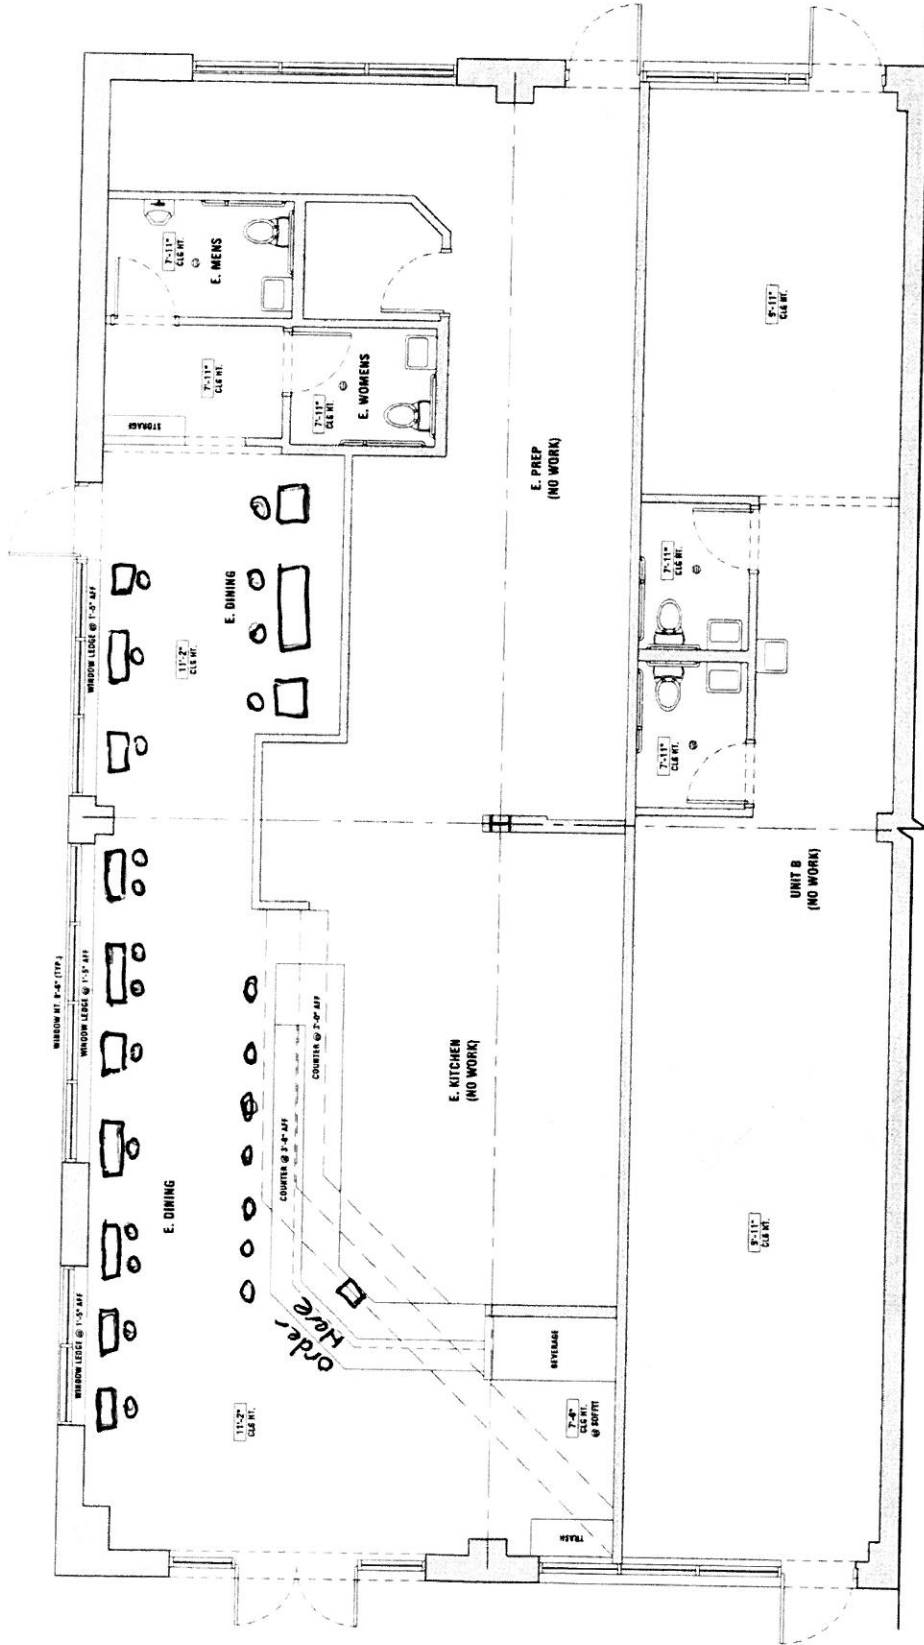 WINDOW HT. 8'-6" (TYP.)
WINDOW LEDGE @ 1'-5" AFF
WINDOW LEDGE @ 1'-5" AFF
WINDOW LEDGE @ 1'-5" AFF
7'-11"
CLG HT.
E. MENS
7'-11"
CLG HT.
STORAGE
7'-11"
CLG HT.
E. WOMENS
E. DINING
11'-2"
CLG HT.
E. PREP
(NO WORK)
9'-11"
CLG HT.
7'-11"
CLG HT.
7'-11"
CLG HT.
UNIT B
(NO WORK)
E. DINING
COUNTER @ 3'-6" AFF
COUNTER @ 3'-0" AFF
E. KITCHEN
(NO WORK)
order
Here
11'-2"
CLG HT.
BEVERAGE
7'-6"
CLG HT.
@ SOFFIT
TRASH
9'-11"
CLG HT.